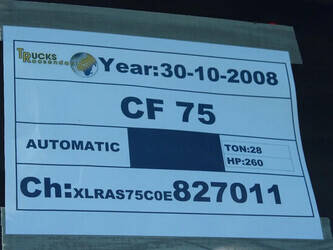 TRUCKS
Roosendaal
Year:30-10-2008
CF 75
AUTOMATIC
TON:28
HP:260
Ch:XLRAS75C0E827011